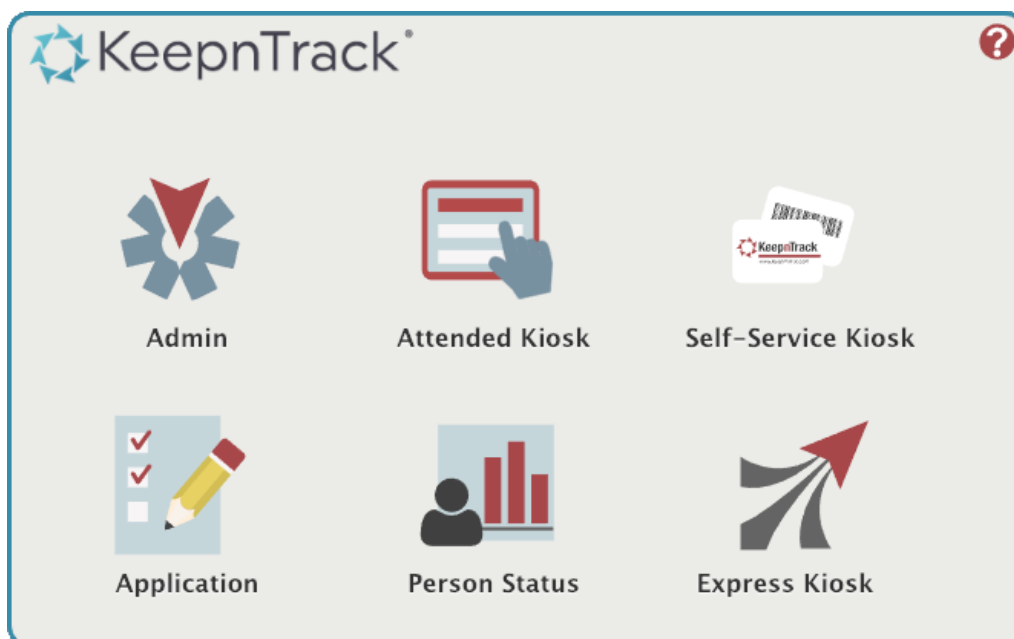 KeepnTrack®
?
KeepnTrack
Admin
Attended Kiosk
Self-Service Kiosk
Application
Person Status
Express Kiosk